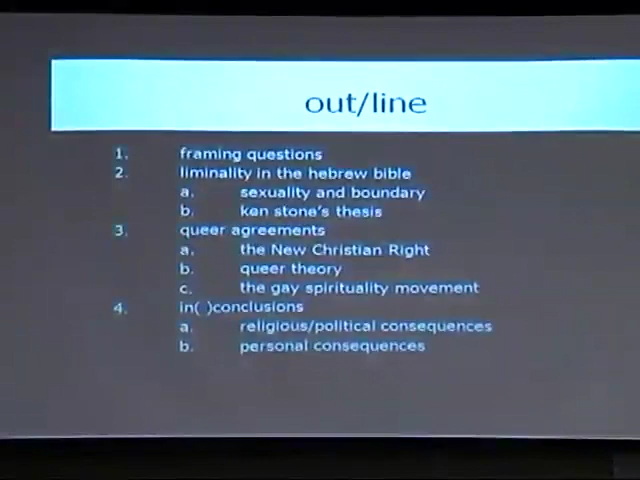 out/line
1. framing questions
2. liminality in the hebrew bible
a. sexuality and boundary
b. ken stone's thesis
3. queer agreements
a. the New Christian Right
b. queer theory
c. the gay spirituality movement
4. in( )conclusions
a. religious/political consequences
b. personal consequences